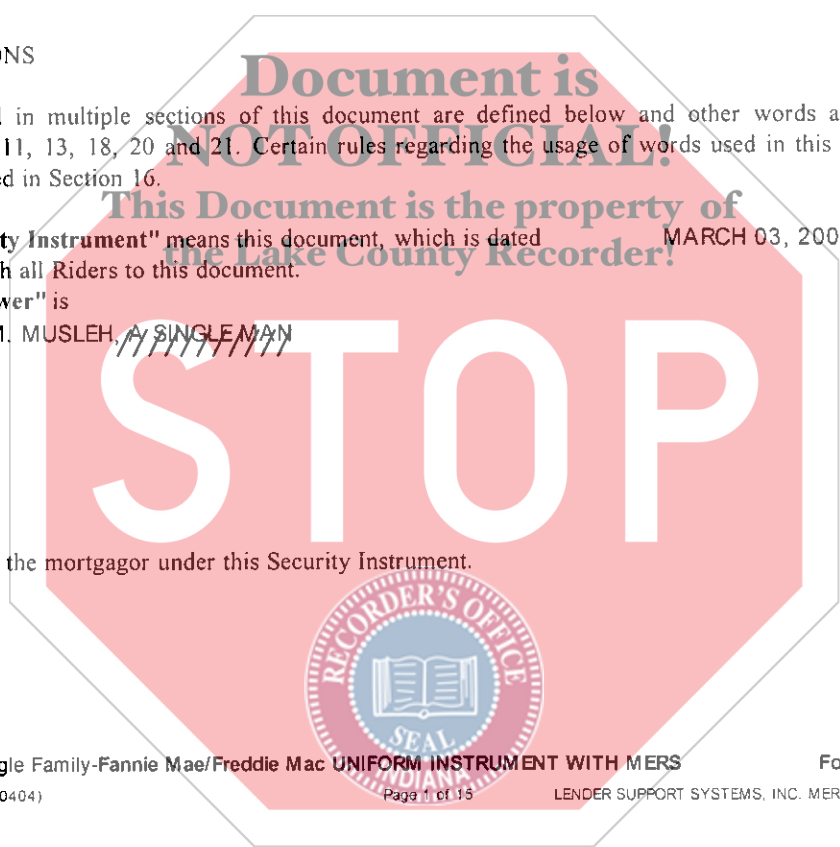 ONS
Document is
in multiple sections of this document are defined below and other words a
NOT OFFICIAL!
11, 13, 18, 20 and 21. Certain rules regarding the usage of words used in this
ed in Section 16.
This Document is the property of
ty Instrument" means this document, which is dated MARCH 03, 200
the Lake County Recorder!
h all Riders to this document.
wer" is
M. MUSLEH, A SINGLE MAN
STOP
the mortgagor under this Security Instrument.
RECORDER'S OFFICE
SEAL
INDIANA
gle Family-Fannie Mae/Freddie Mac UNIFORM INSTRUMENT WITH MERS Fo
0404) Page 1 of 15 LENDER SUPPORT SYSTEMS, INC. MER